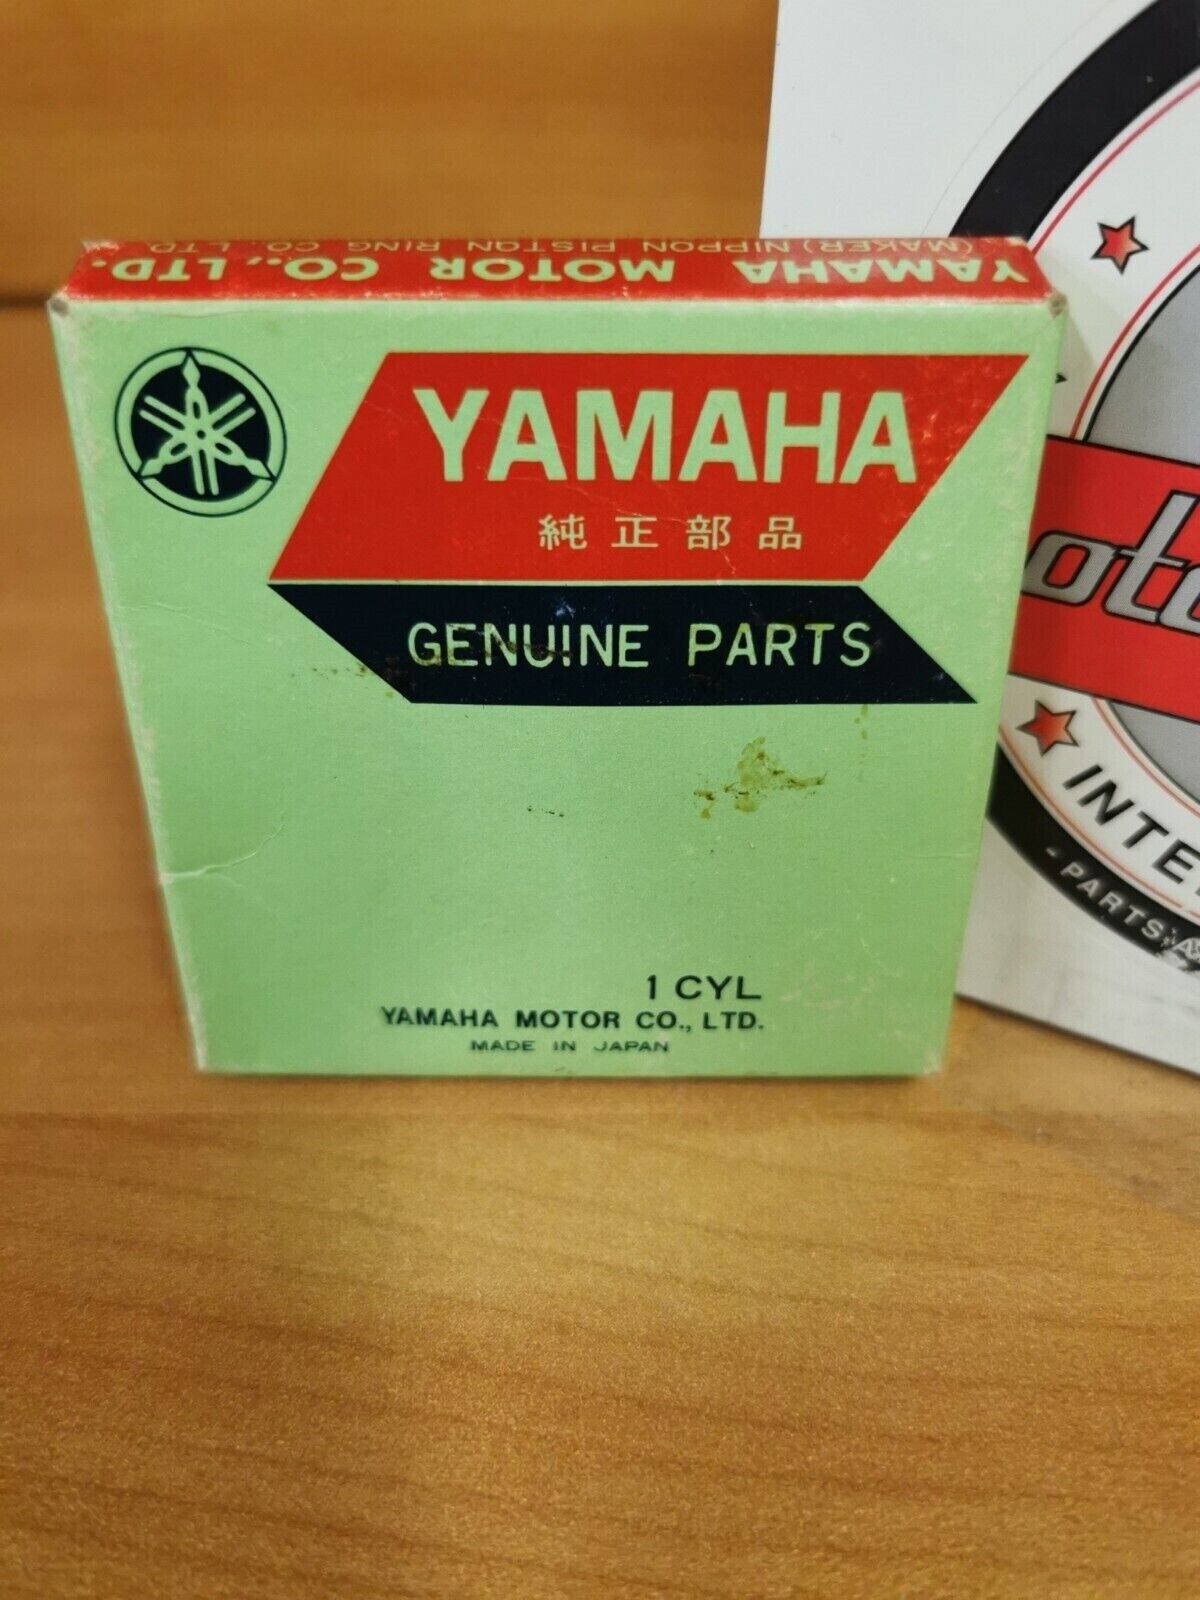 (MAKER) NIPPON PISTON RING CO., LTD.
YAMAHA MOTOR CO., LTD.
YAMAHA
純正部品
GENUINE PARTS
1 CYL
YAMAHA MOTOR CO., LTD.
MADE IN JAPAN
oto
INTE
- PARTS